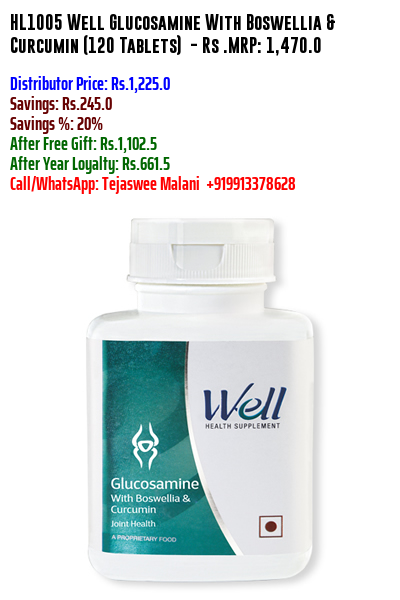 HL1005 Well Glucosamine With Boswellia &
Curcumin (120 Tablets) - Rs .MRP: 1,470.0
Distributor Price: Rs.1,225.0
Savings: Rs.245.0
Savings %: 20%
After Free Gift: Rs.1,102.5
After Year Loyalty: Rs.661.5
Call/WhatsApp: Tejaswee Malani +919913378628
Well
HEALTH SUPPLEMENT
Glucosamine
With Boswellia &
Curcumin
Joint Health
A PROPRIETARY FOOD